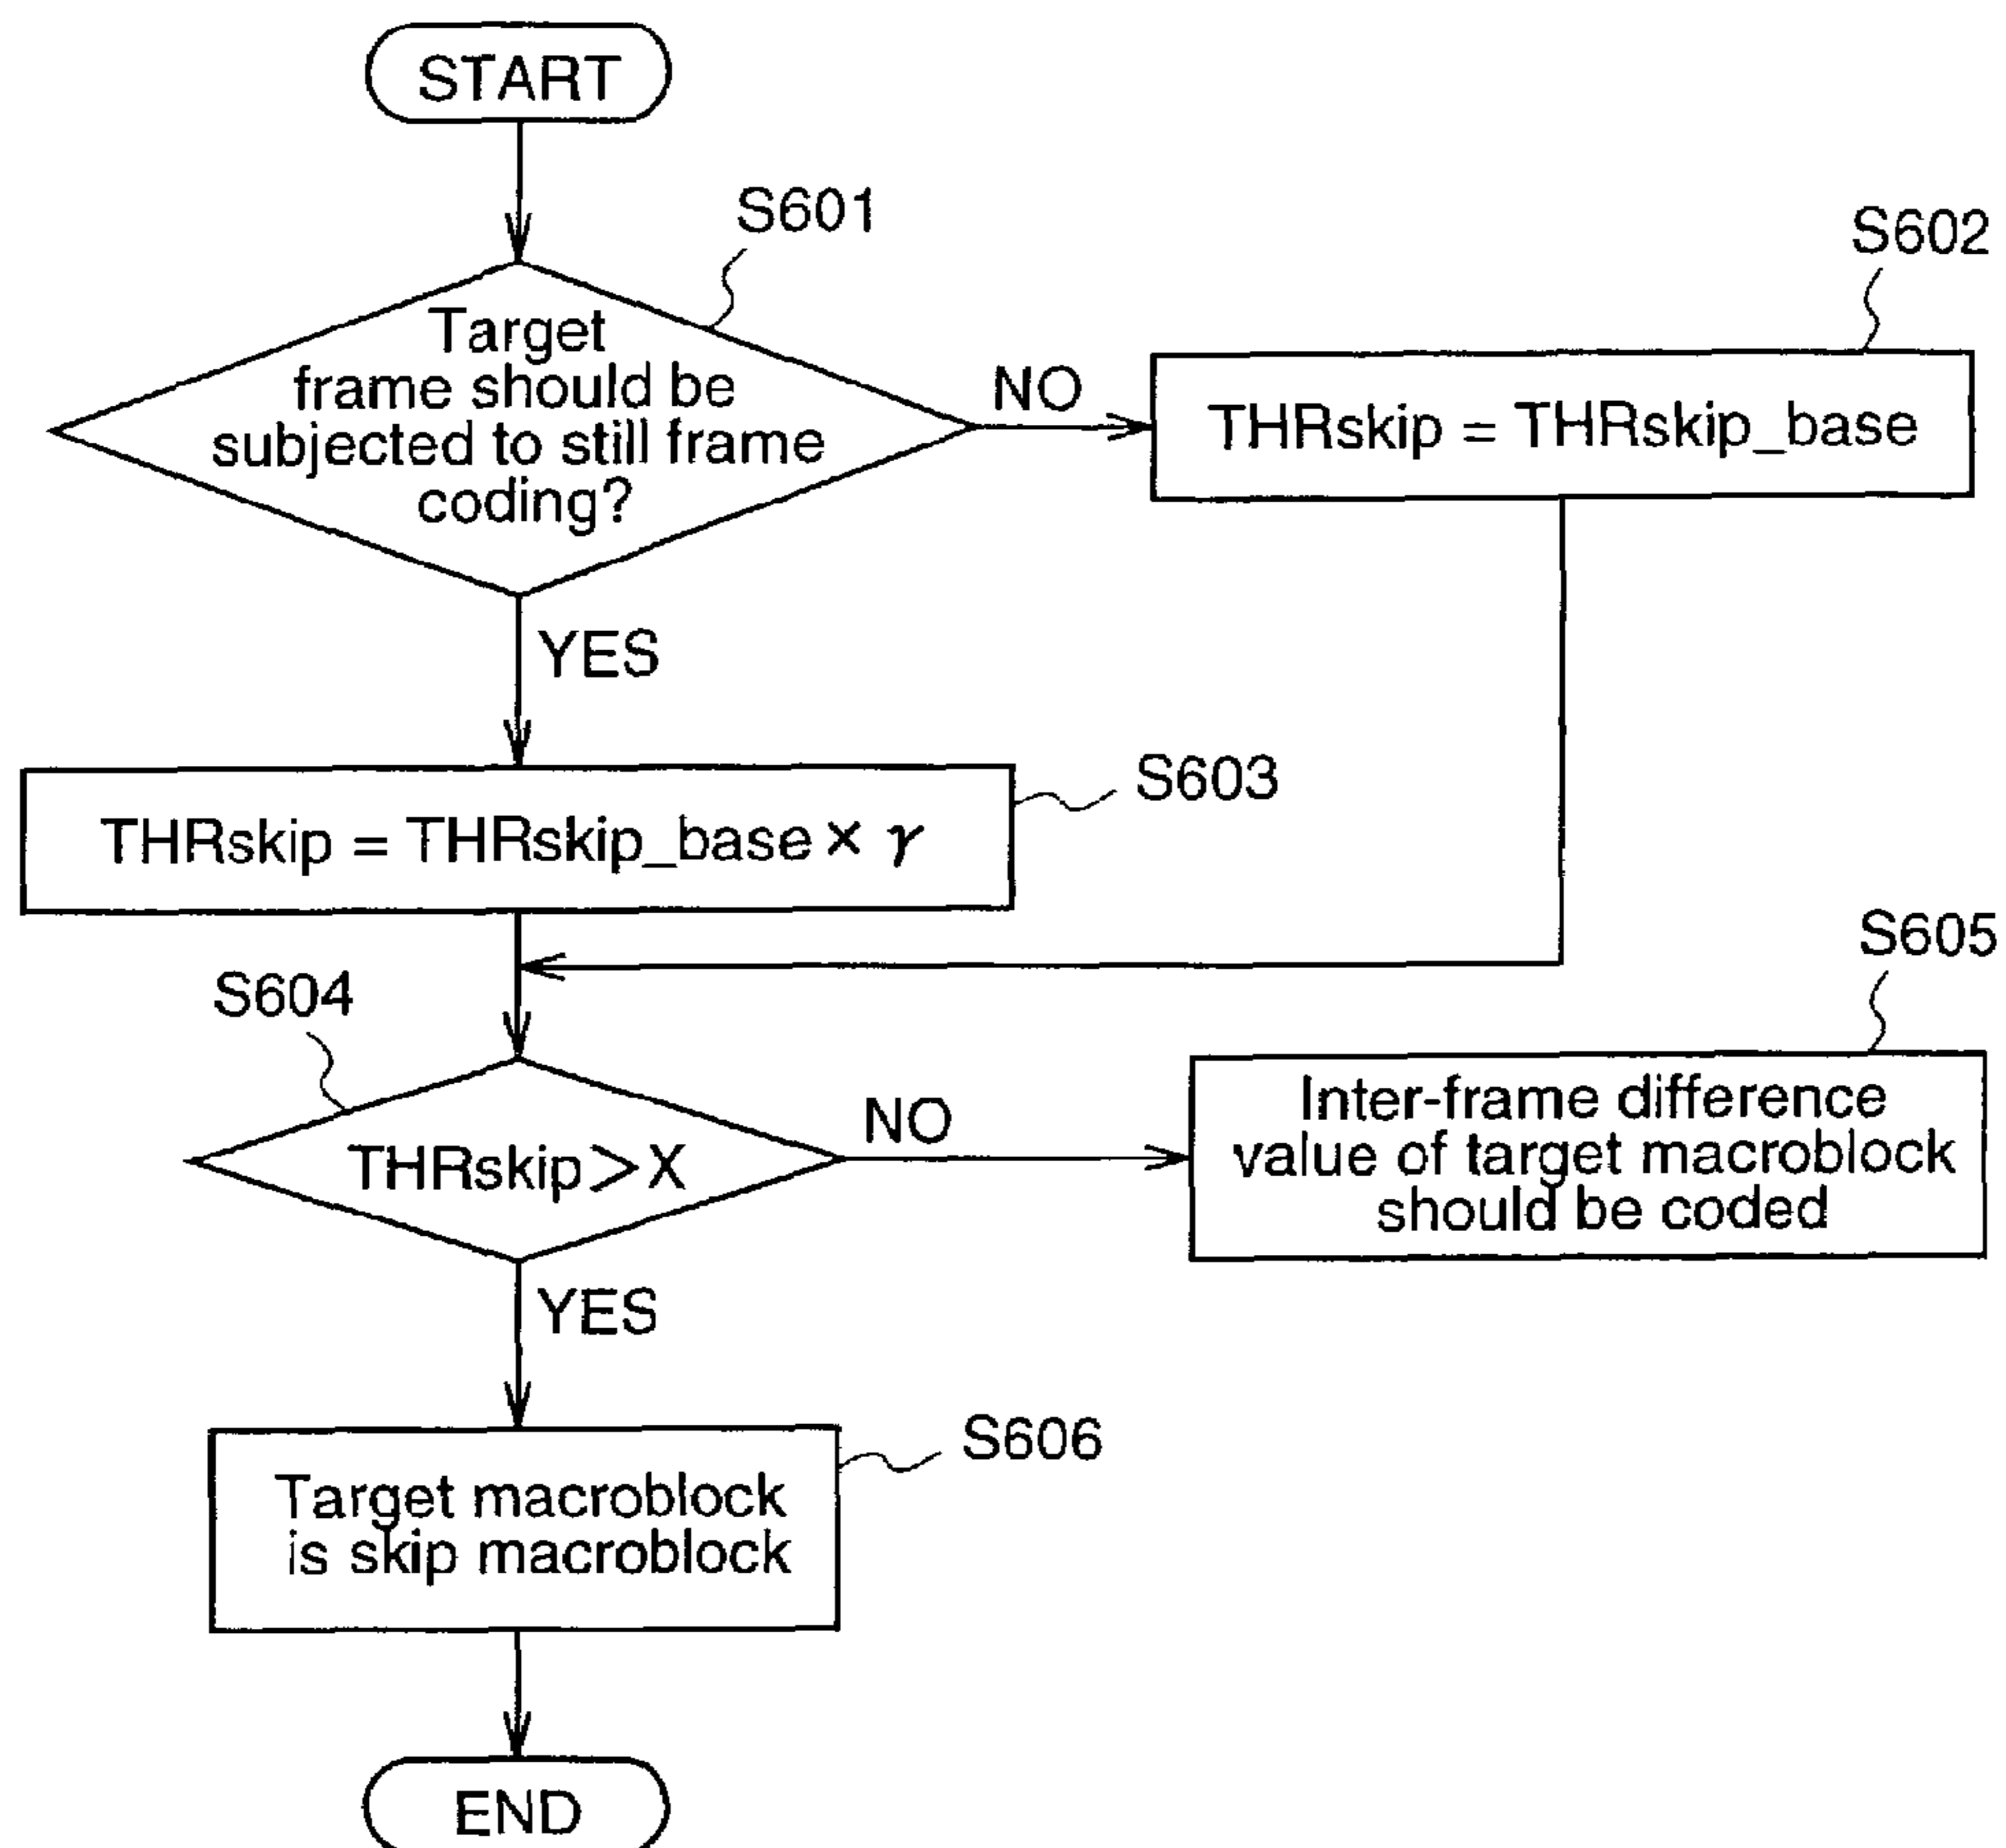 START
S601
S602
Target
frame should be
subjected to still frame
coding?
NO
THRskip = THRskip_base
YES
S603
THRskip = THRskip_base × γ
S604
S605
THRskip>X
NO
Inter-frame difference
value of target macroblock
should be coded
YES
S606
Target macroblock
is skip macroblock
END